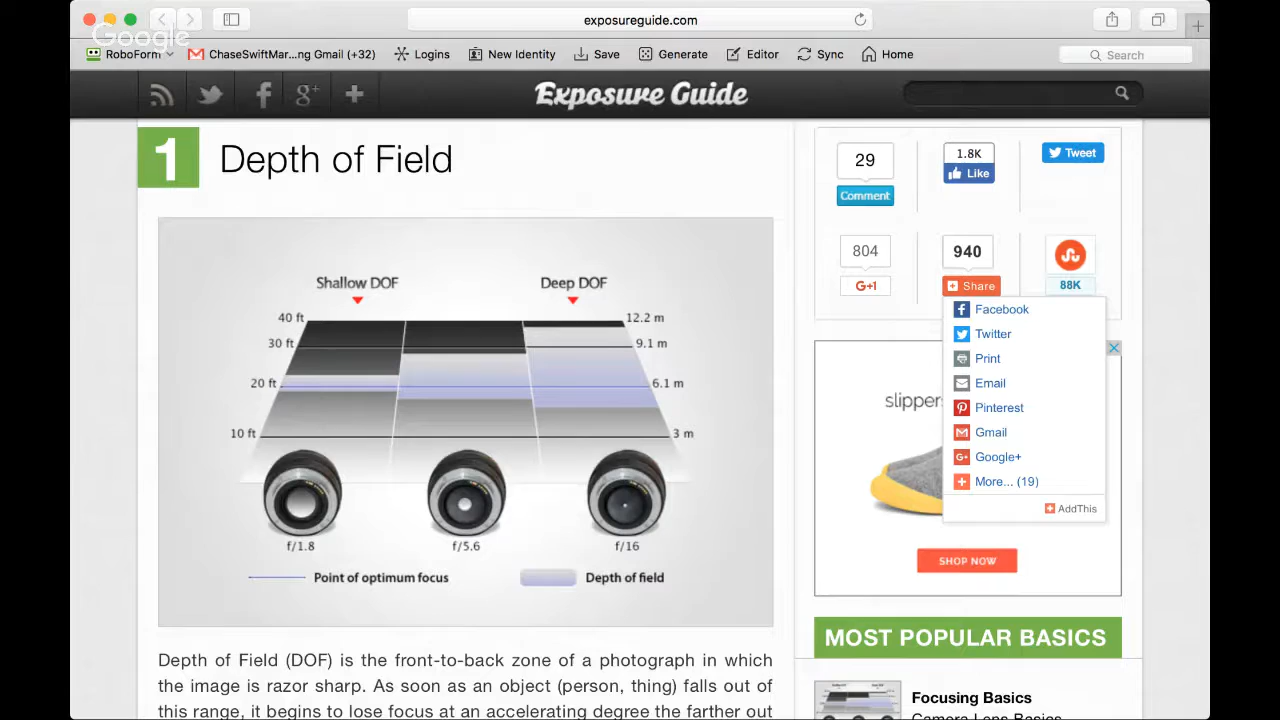 exposureguide.com
Google
RoboForm
ChaseSwiftMar...ng Gmail (+32)
Logins
New Identity
Save
Generate
Editor
Sync
Home
Search
g+
Exposure Guide
1
Depth of Field
Shallow DOF
Deep DOF
40 ft
12.2 m
30 ft
9.1 m
20 ft
6.1 m
10 ft
3 m
f/1.8
f/5.6
f/16
Point of optimum focus
Depth of field
Depth of Field (DOF) is the front-to-back zone of a photograph in which
the image is razor sharp. As soon as an object (person, thing) falls out of
this range, it begins to lose focus at an accelerating degree the farther out
29
Comment
1.8K
Like
Tweet
804
G+1
940
Share
88K
Facebook
Twitter
Print
Email
Pinterest
Gmail
Google+
More... (19)
AddThis
slippers
SHOP NOW
MOST POPULAR BASICS
Focusing Basics
Camera Lens Basics